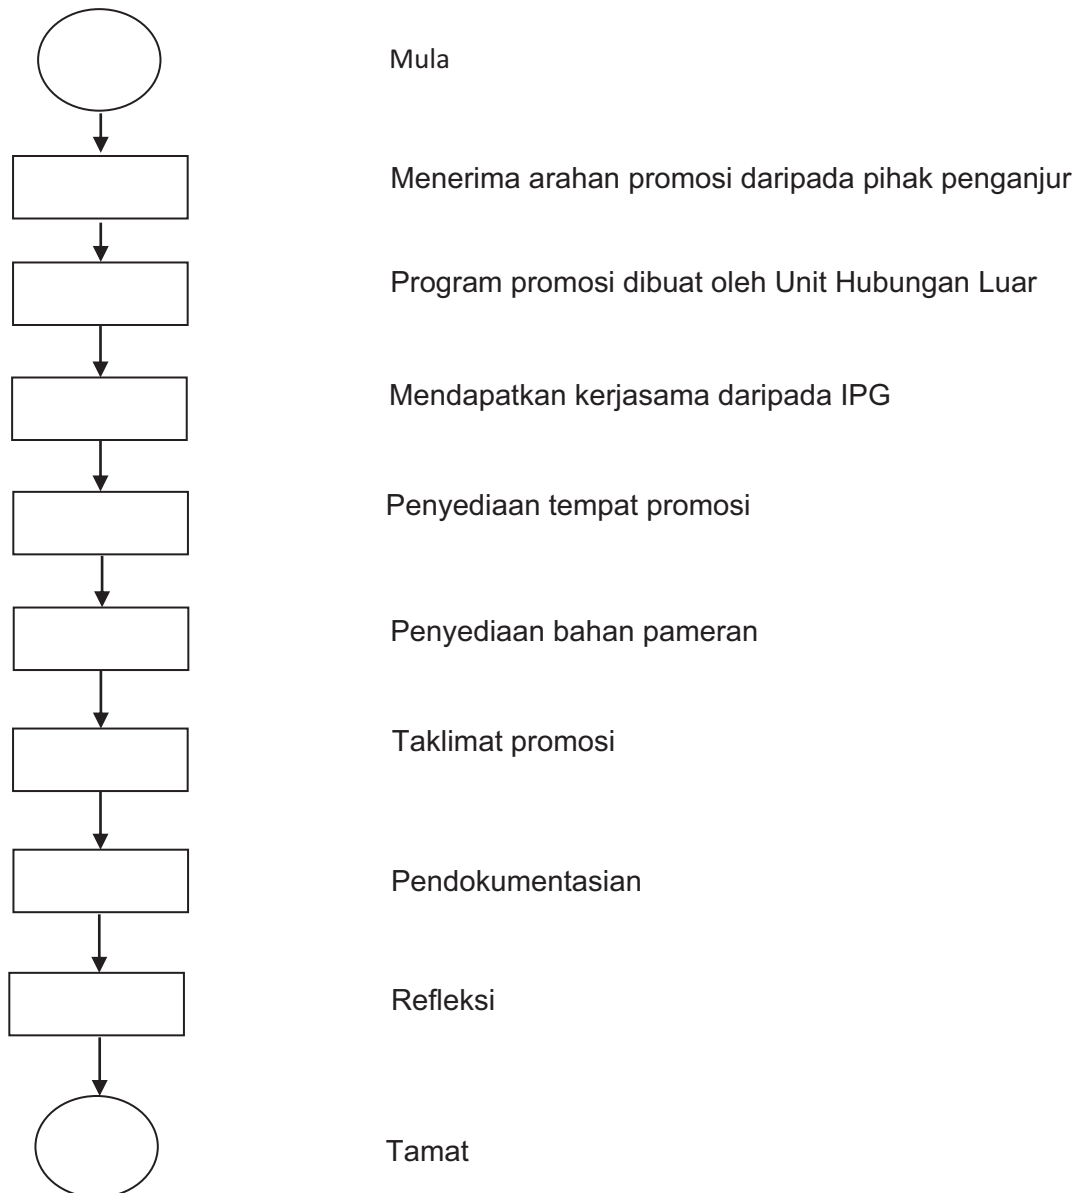 Mula
Menerima arahan promosi daripada pihak penganjur
Program promosi dibuat oleh Unit Hubungan Luar
Mendapatkan kerjasama daripada IPG
Penyediaan tempat promosi
Penyediaan bahan pameran
Taklimat promosi
Pendokumentasian
Refleksi
Tamat